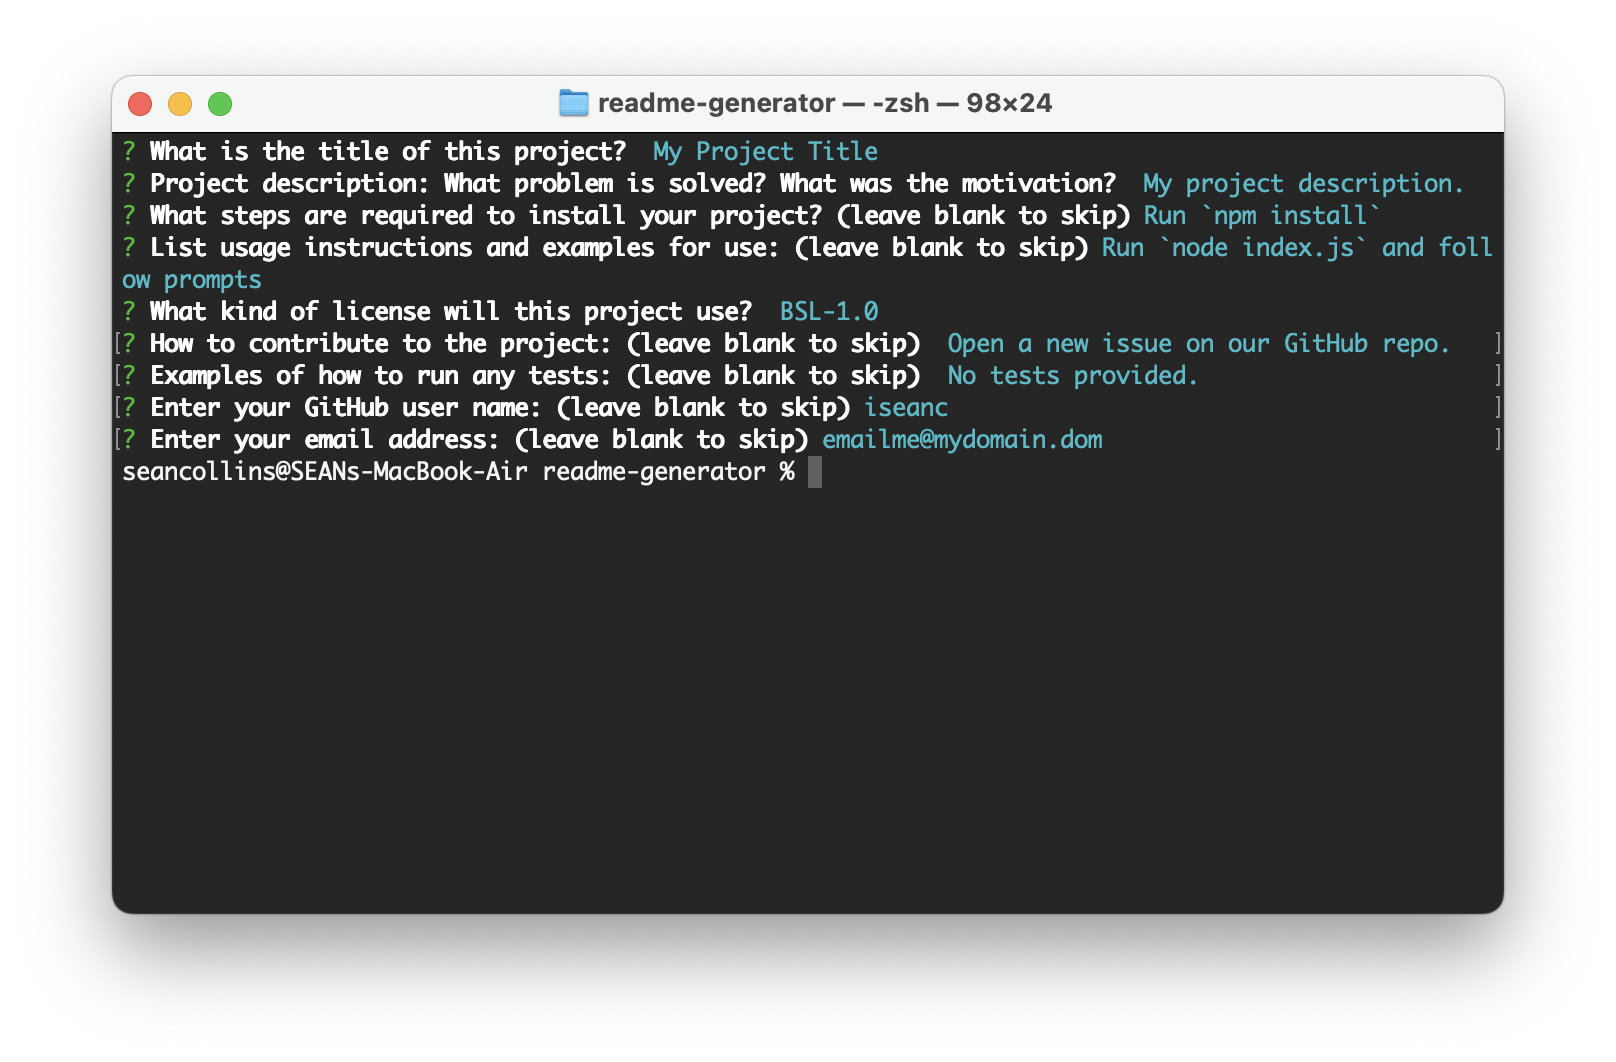 readme-generator — -zsh — 98×24
? What is the title of this project?  My Project Title
? Project description: What problem is solved? What was the motivation?  My project description.
? What steps are required to install your project? (leave blank to skip) Run `npm install`
? List usage instructions and examples for use: (leave blank to skip) Run `node index.js` and foll
ow prompts
? What kind of license will this project use?  BSL-1.0
[? How to contribute to the project: (leave blank to skip)  Open a new issue on our GitHub repo. ]
[? Examples of how to run any tests: (leave blank to skip)  No tests provided. ]
[? Enter your GitHub user name: (leave blank to skip) iseanc ]
[? Enter your email address: (leave blank to skip) emailme@mydomain.dom ]
seancollins@SEANs-MacBook-Air readme-generator %